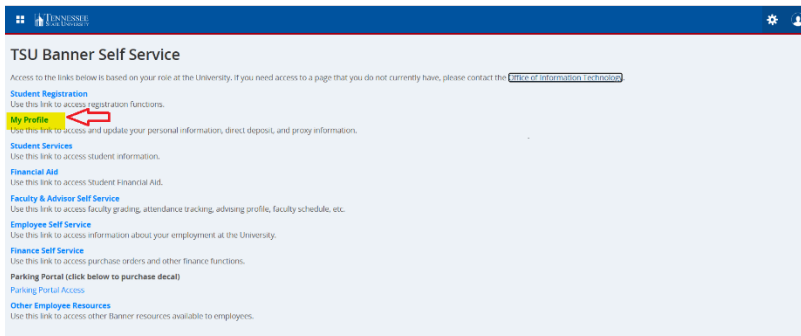 TENNESSEE
STATE UNIVERSITY
TSU Banner Self Service
Access to the links below is based on your role at the University. If you need access to a page that you do not currently have, please contact the Office of Information Technology.
Student Registration
Use this link to access registration functions.
My Profile
Use this link to access and update your personal information, direct deposit, and proxy information.
Student Services
Use this link to access student information.
Financial Aid
Use this link to access Student Financial Aid.
Faculty & Advisor Self Service
Use this link to access faculty grading, attendance tracking, advising profile, faculty schedule, etc.
Employee Self Service
Use this link to access information about your employment at the University.
Finance Self Service
Use this link to access purchase orders and other finance functions.
Parking Portal (click below to purchase decal)
Parking Portal Access
Other Employee Resources
Use this link to access other Banner resources available to employees.